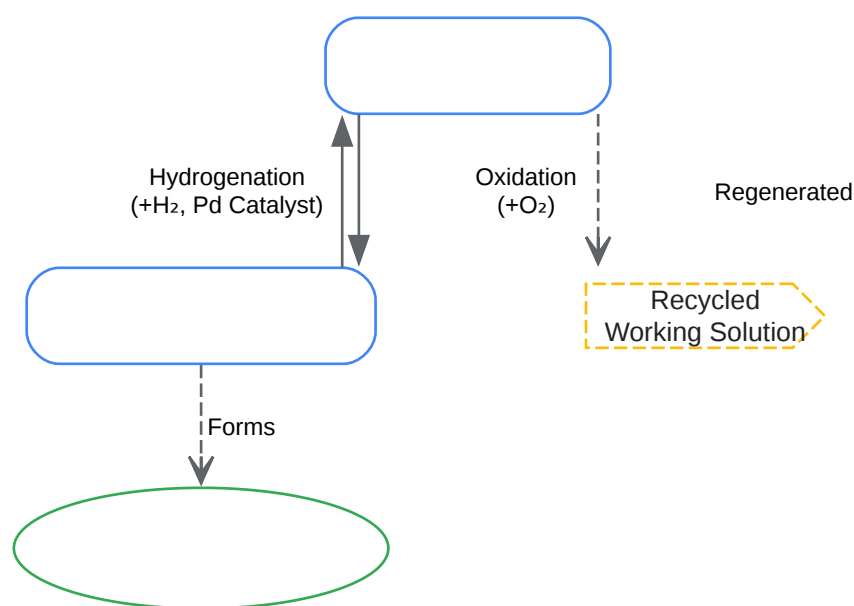 Hydrogenation
(+H₂, Pd Catalyst)
Oxidation
(+O₂)
Regenerated
Recycled
Working Solution
Forms